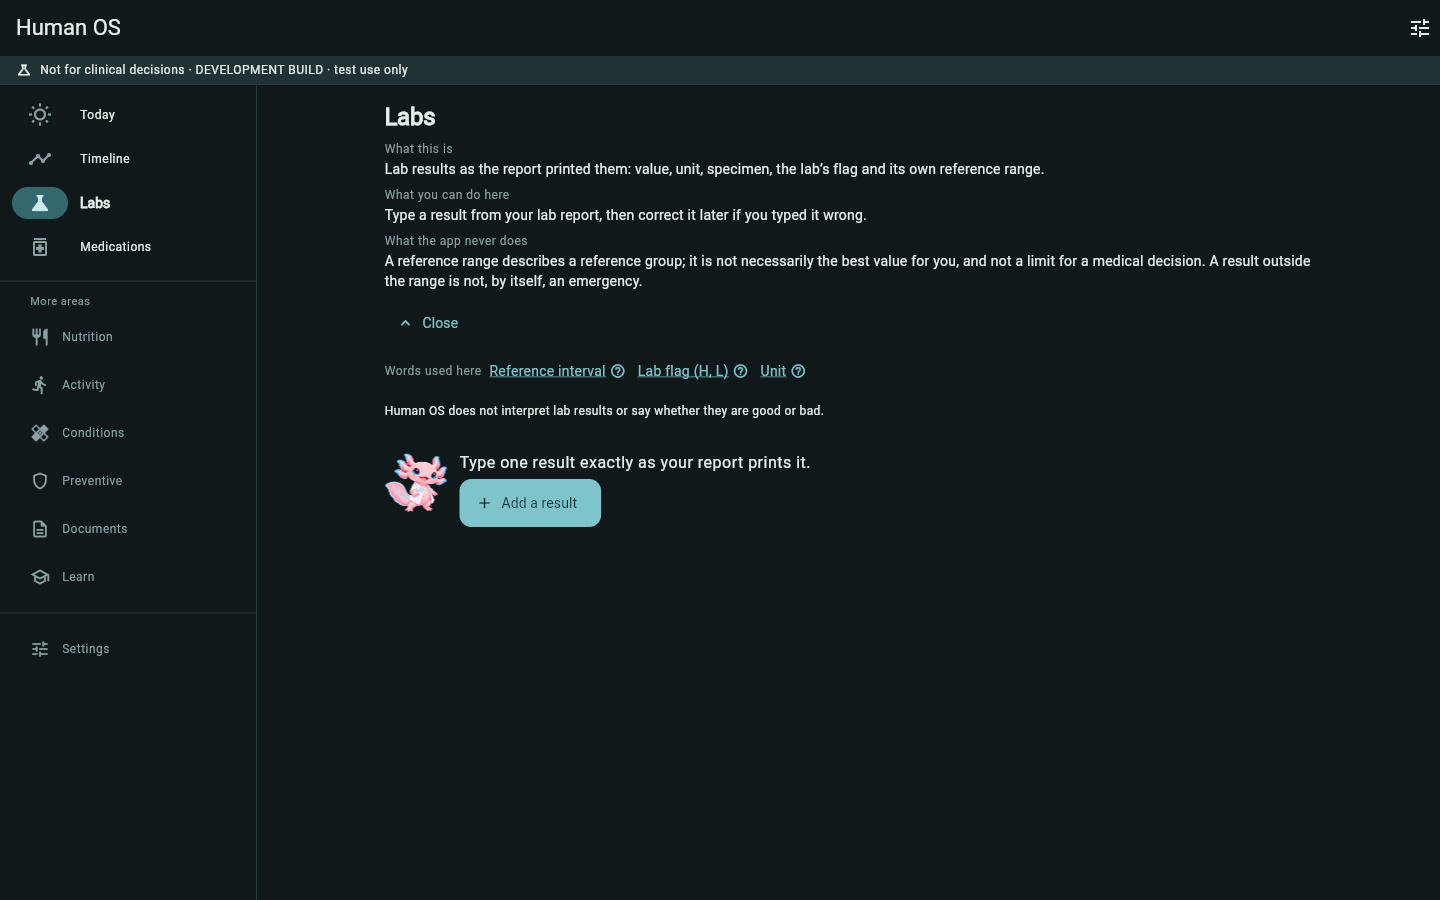 Human OS
Not for clinical decisions · DEVELOPMENT BUILD · test use only
Today
Timeline
Labs
Medications
More areas
Nutrition
Activity
Conditions
Preventive
Documents
Learn
Settings
Labs
What this is
Lab results as the report printed them: value, unit, specimen, the lab’s flag and its own reference range.
What you can do here
Type a result from your lab report, then correct it later if you typed it wrong.
What the app never does
A reference range describes a reference group; it is not necessarily the best value for you, and not a limit for a medical decision. A result outside
the range is not, by itself, an emergency.
Close
Words used here Reference interval ? Lab flag (H, L) ? Unit ?
Human OS does not interpret lab results or say whether they are good or bad.
Type one result exactly as your report prints it.
+ Add a result